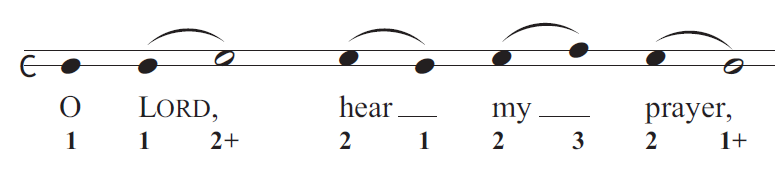 C
O LORD, hear my prayer,
1 1 2+ 2 1 2 3 2 1+